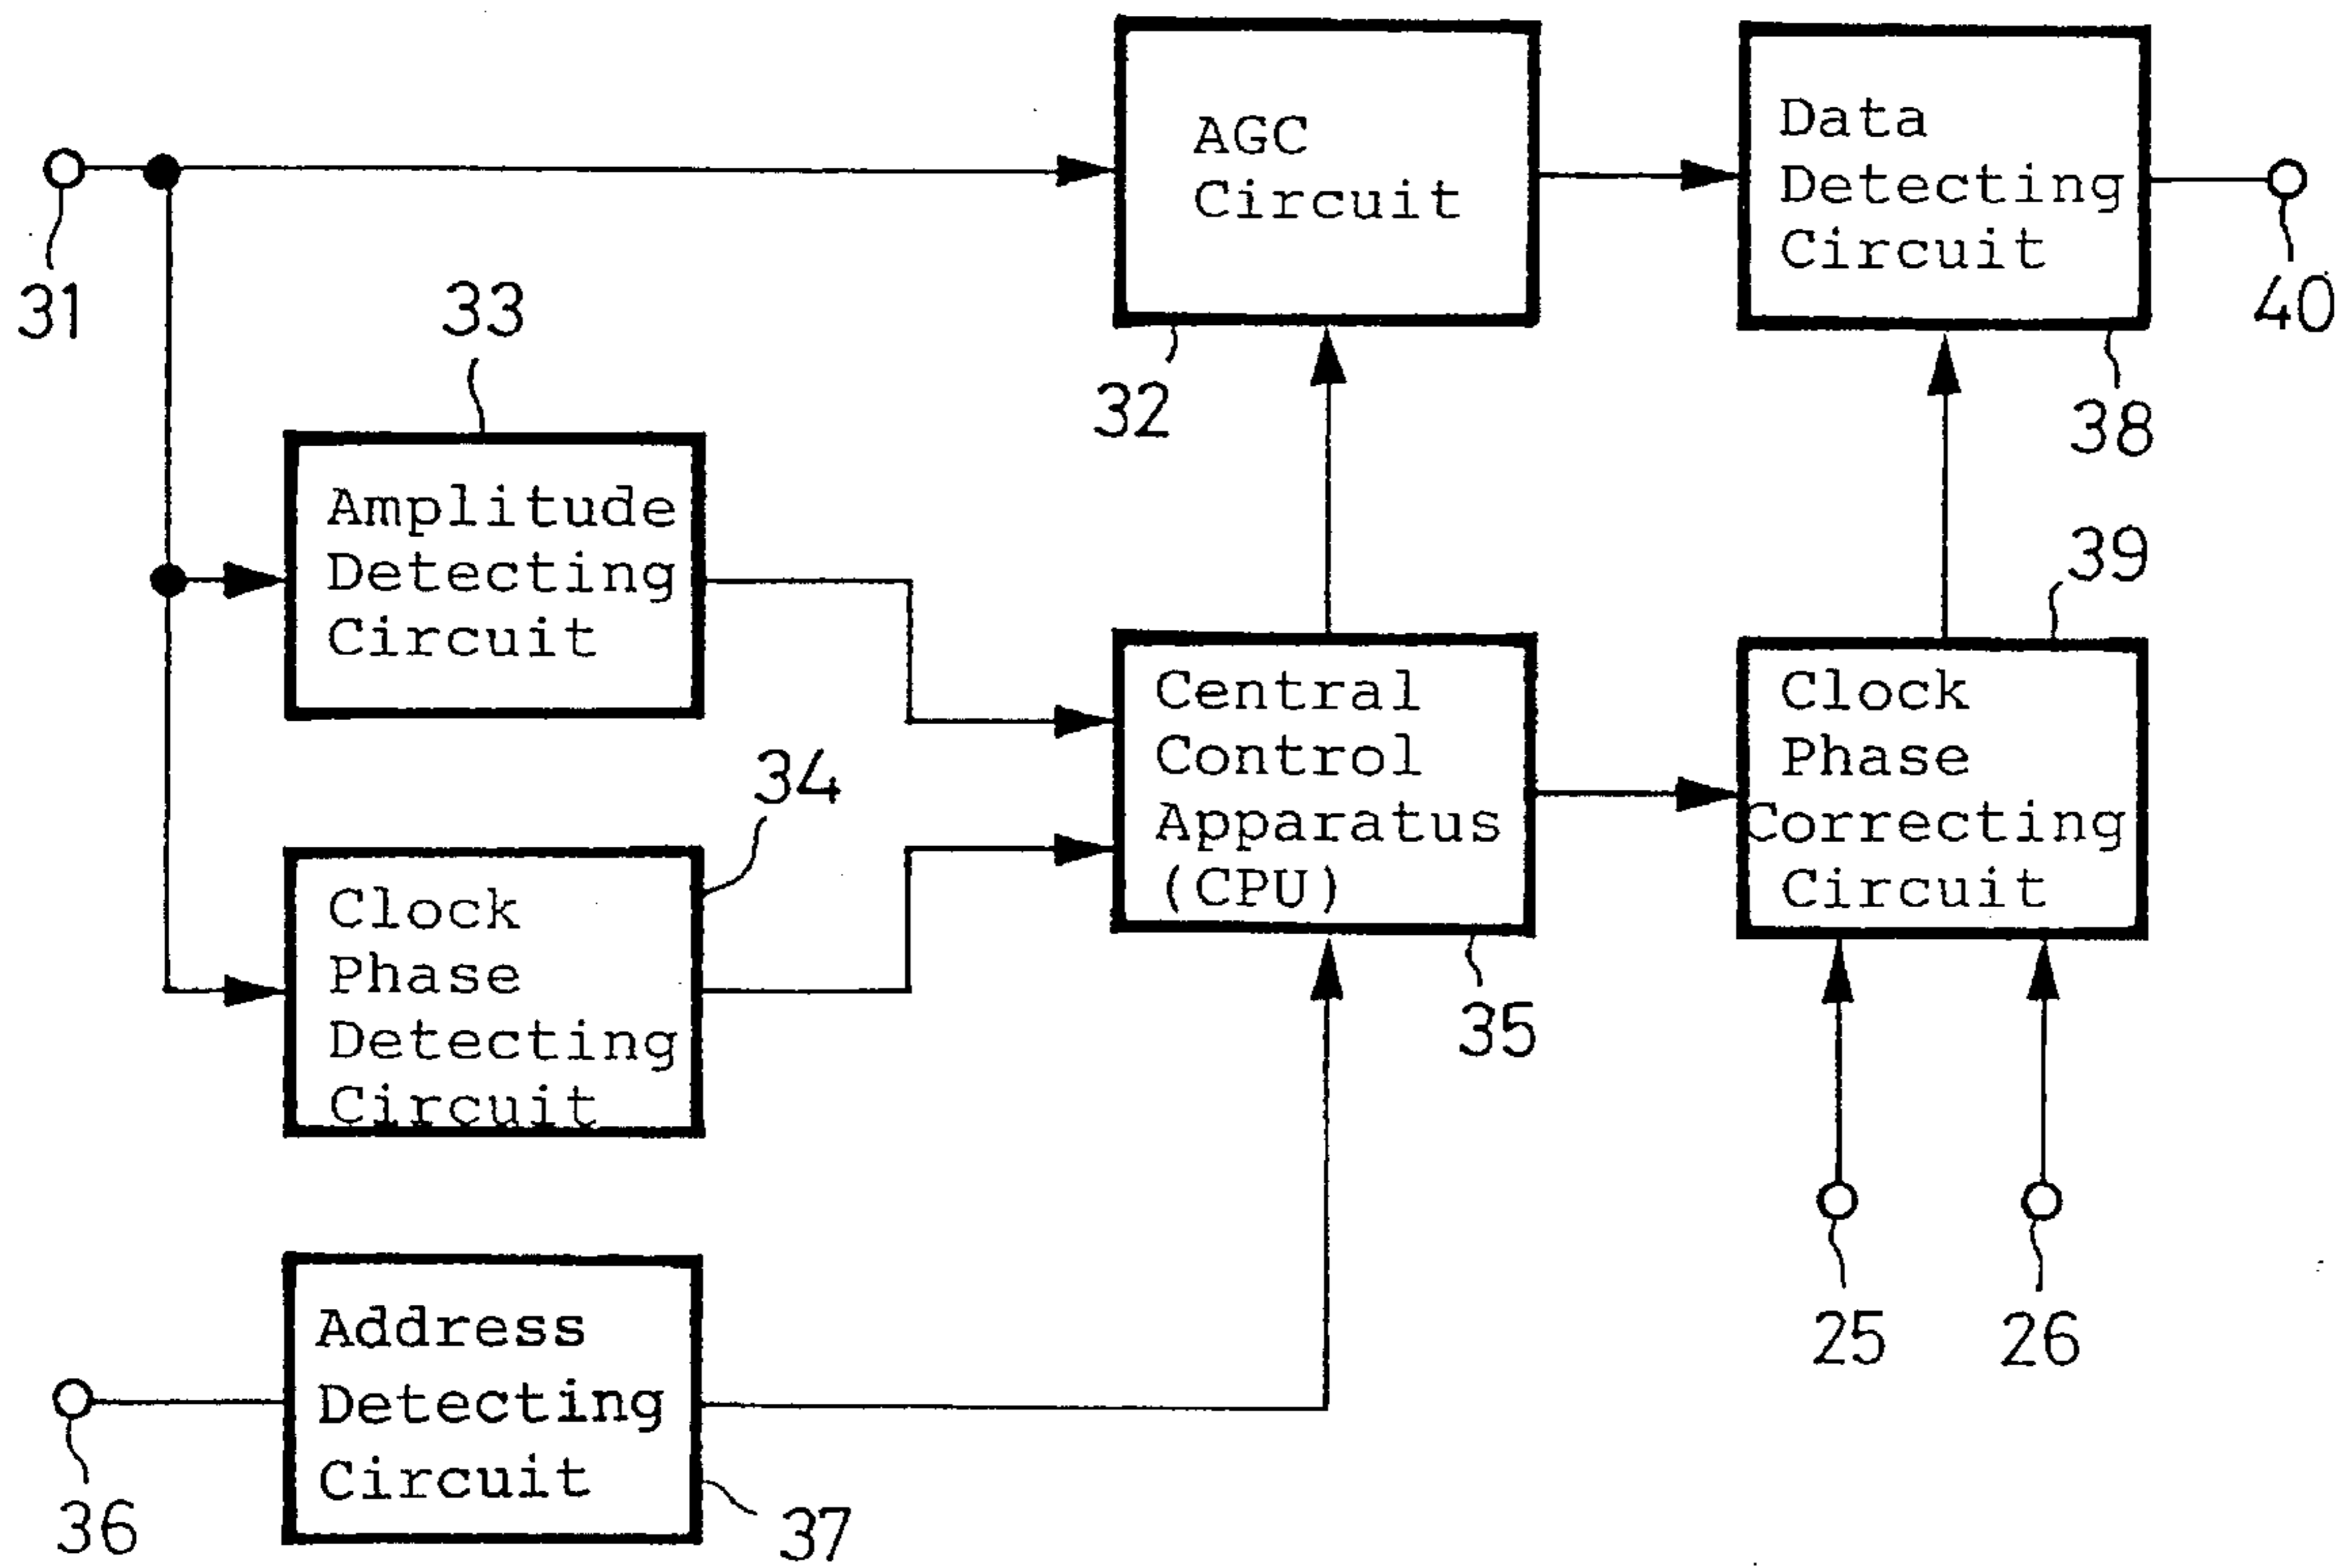 AGC
Circuit
Data
Detecting
Circuit
31
33
32
40
38
Amplitude
Detecting
Circuit
39
34
Central
Control
Apparatus
(CPU)
Clock
Phase
Correcting
Circuit
Clock
Phase
Detecting
Circuit
35
25
26
Address
Detecting
Circuit
36
37